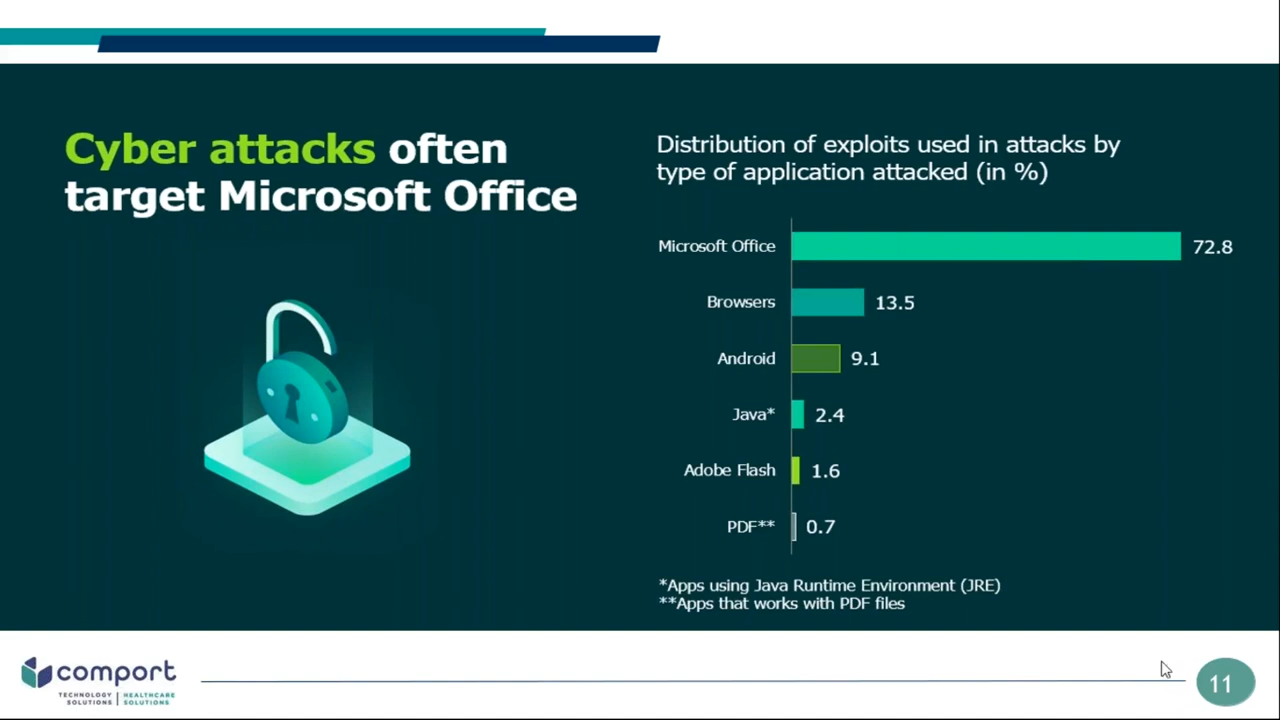 Cyber attacks often
target Microsoft Office
Distribution of exploits used in attacks by
type of application attacked (in %)
Microsoft Office 72.8
Browsers 13.5
Android 9.1
Java* 2.4
Adobe Flash 1.6
PDF** 0.7
*Apps using Java Runtime Environment (JRE)
**Apps that works with PDF files
comport
TECHNOLOGY SOLUTIONS | HEALTHCARE SOLUTIONS
11